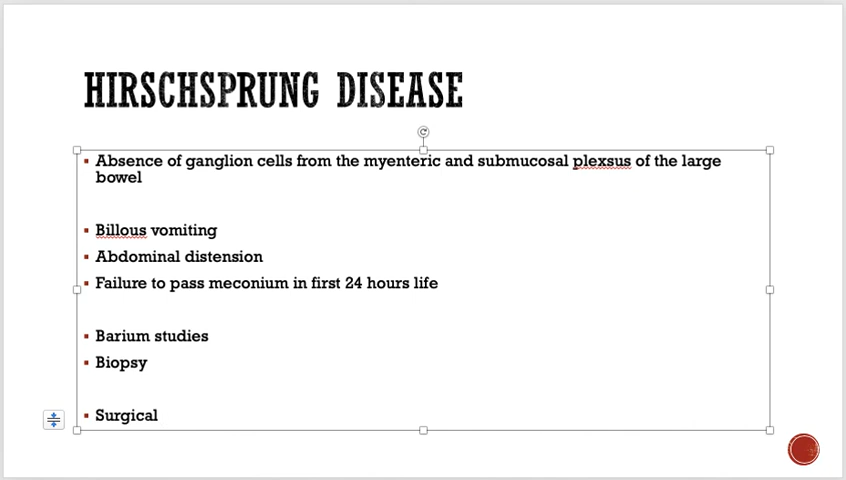 HIRSCHSPRUNG DISEASE
Absence of ganglion cells from the myenteric and submucosal plexsus of the large
bowel
Billous vomiting
Abdominal distension
Failure to pass meconium in first 24 hours life
Barium studies
Biopsy
Surgical